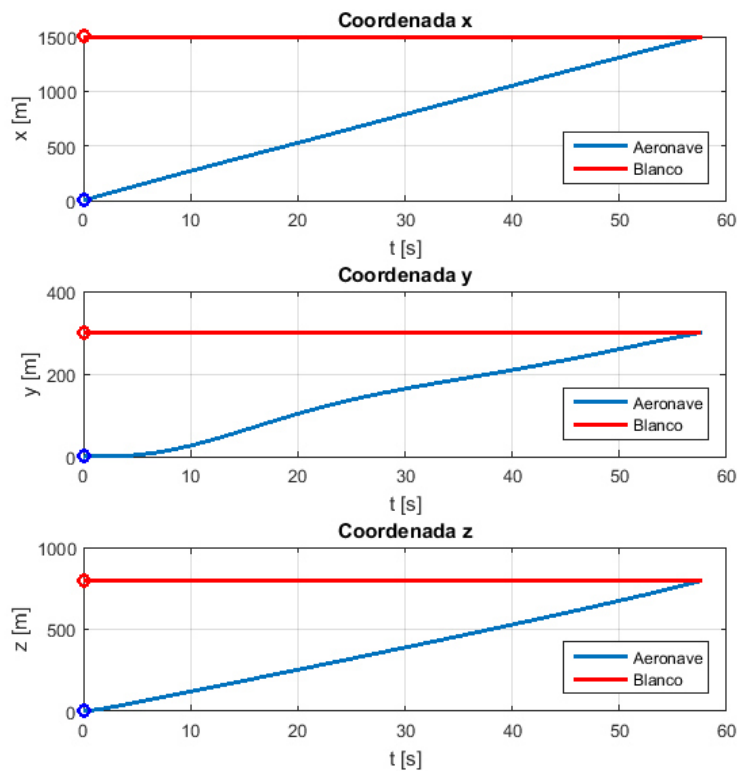 Coordenada x
1500
1000
500
0
x [m]
0 10 20 30 40 50 60
t [s]
Aeronave
Blanco
Coordenada y
400
200
0
y [m]
0 10 20 30 40 50 60
t [s]
Aeronave
Blanco
Coordenada z
1000
500
0
z [m]
0 10 20 30 40 50 60
t [s]
Aeronave
Blanco